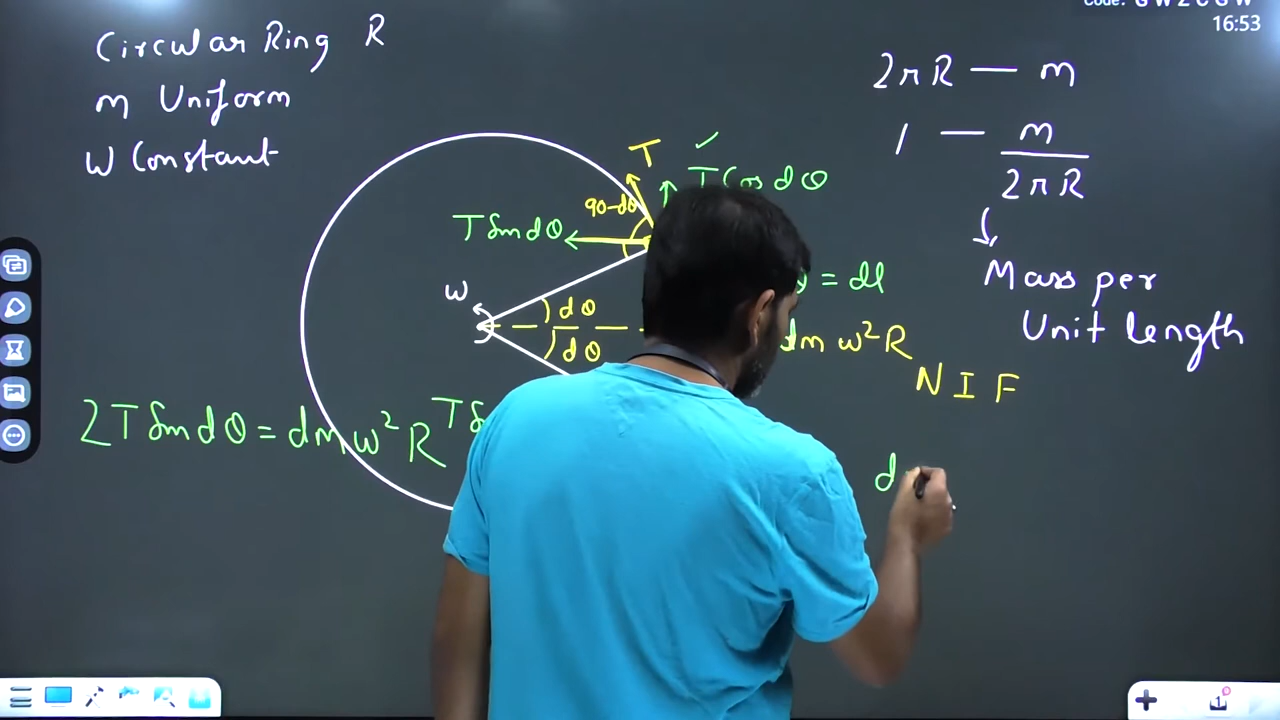 Circular Ring R
m Uniform
ω Constant
16:53
2πR — m
1 — m
2πR
Mass per
Unit length
T
T Cos dθ
90-dθ
T Sin dθ
ω
dθ
dθ
= dl
dm ω² R
N I F
2T Sin dθ = dm ω² R
d